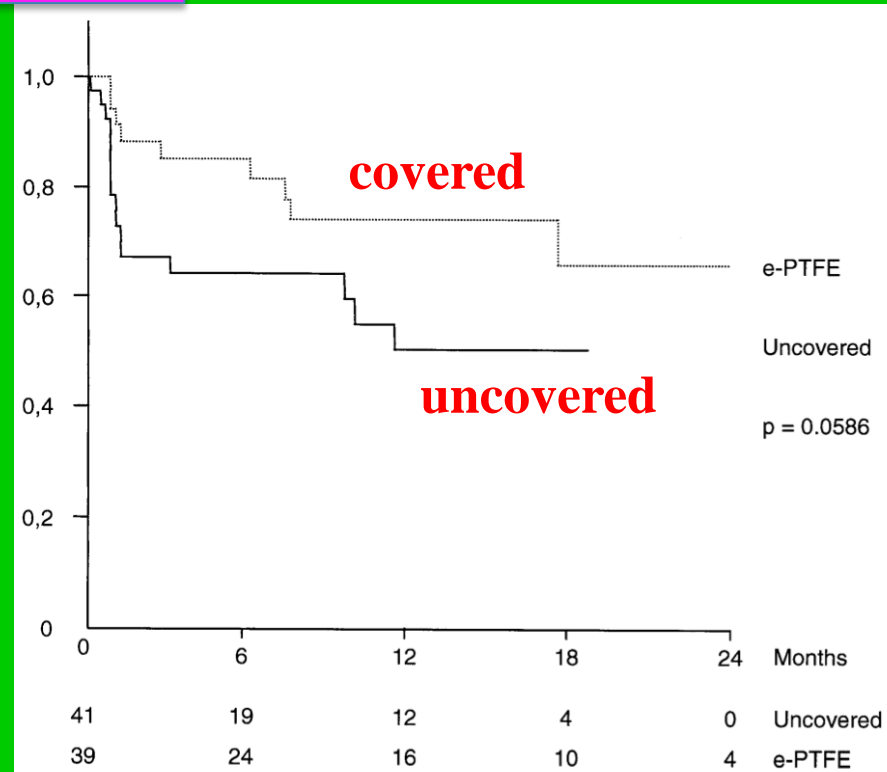 1,0
0,8
covered
e-PTFE
0,6
Uncovered
uncovered
0,4
p = 0.0586
0,2
0
0 6 12 18 24 Months
41 19 12 4 0 Uncovered
39 24 16 10 4 e-PTFE